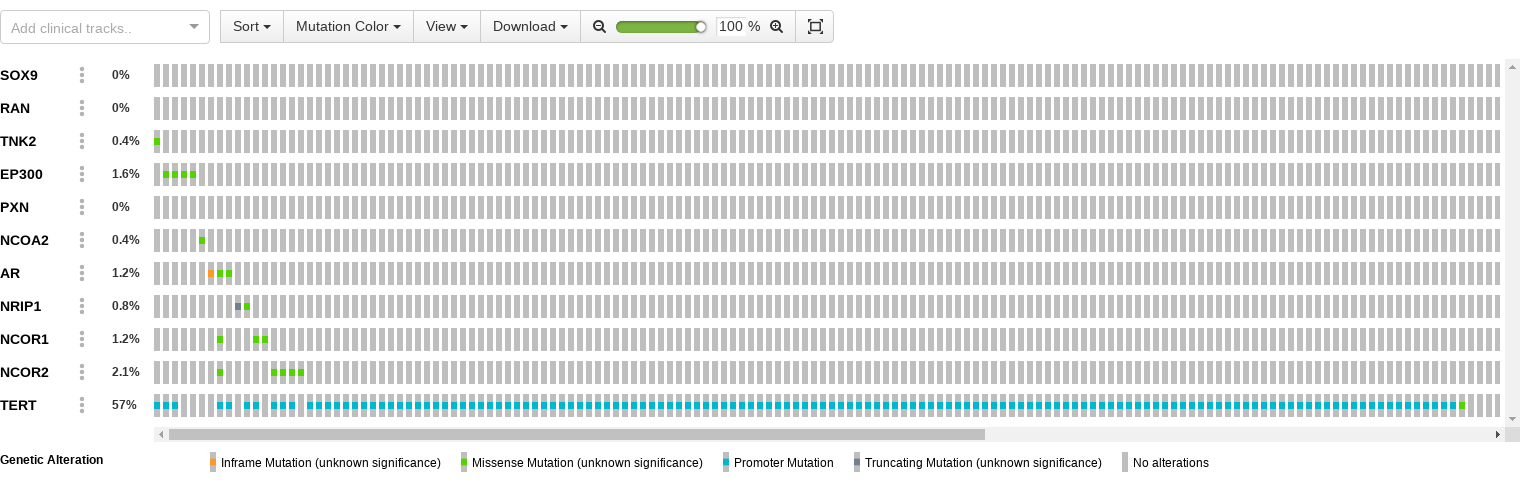 Add clinical tracks.. Sort Mutation Color View Download 100 %
SOX9 0%
RAN 0%
TNK2 0.4%
EP300 1.6%
PXN 0%
NCOA2 0.4%
AR 1.2%
NRIP1 0.8%
NCOR1 1.2%
NCOR2 2.1%
TERT 57%
Genetic Alteration Inframe Mutation (unknown significance) Missense Mutation (unknown significance) Promoter Mutation Truncating Mutation (unknown significance) No alterations